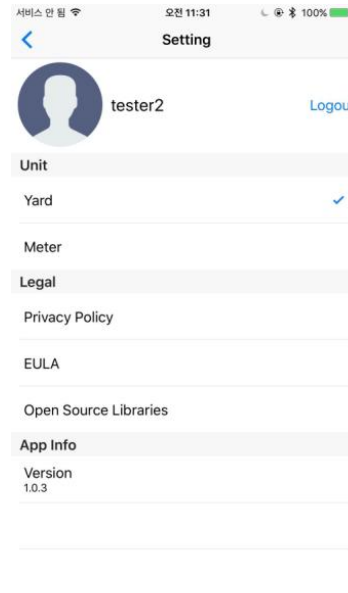 서비스 안 됨 오전 11:31 100%
Setting
tester2 Logou
Unit
Yard
Meter
Legal
Privacy Policy
EULA
Open Source Libraries
App Info
Version
1.0.3